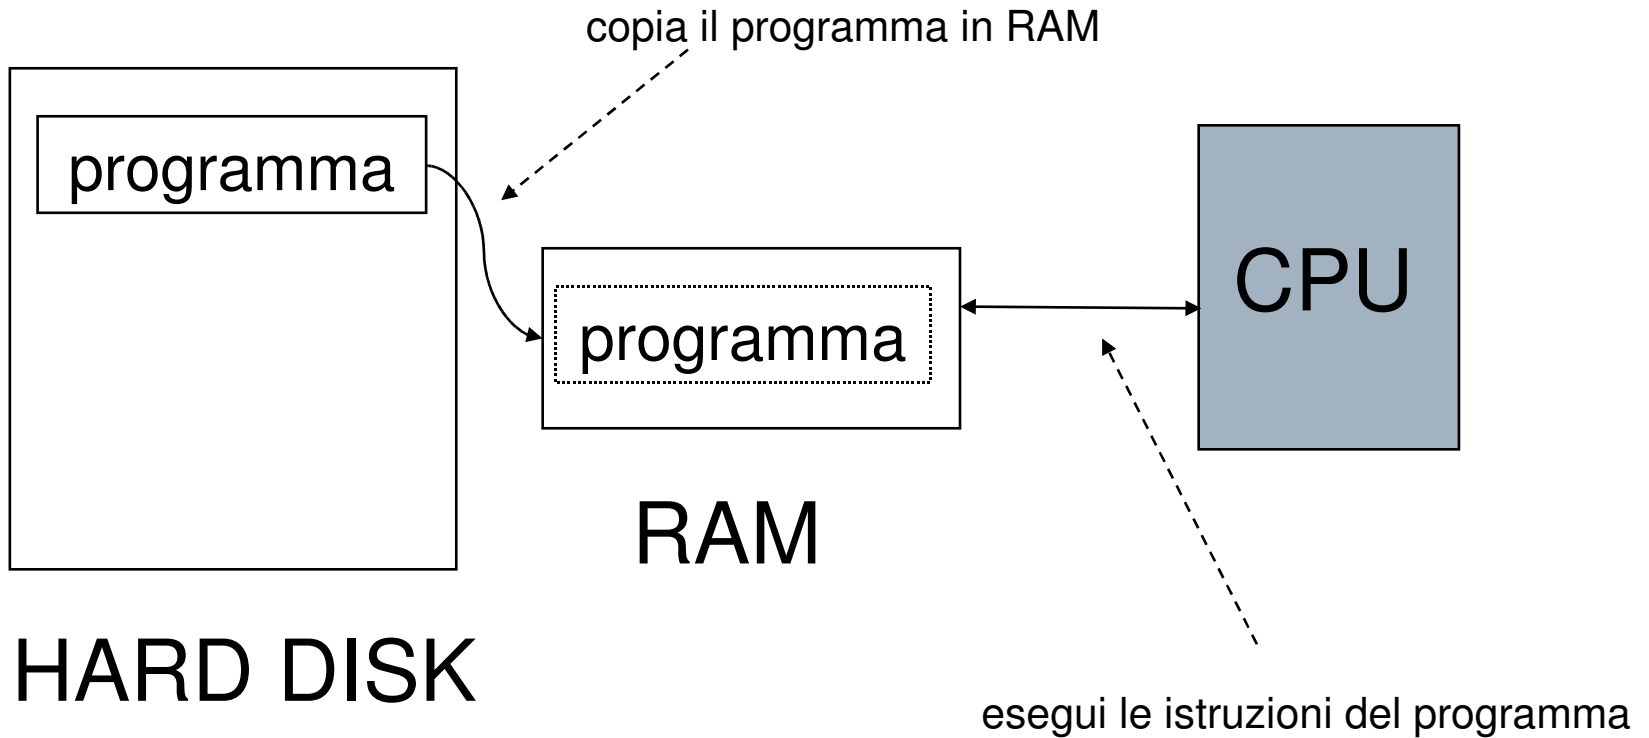 copia il programma in RAM
programma
CPU
programma
RAM
HARD DISK
esegui le istruzioni del programma